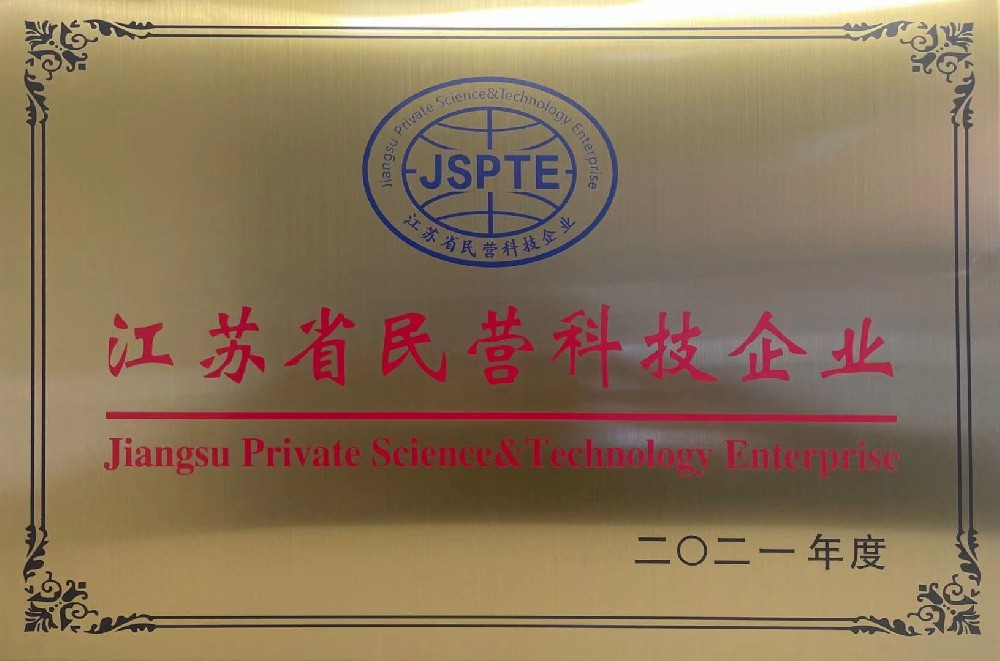 Jiangsu Private Science&Technology Enterprise
JSPTE
江苏省民营科技企业
江苏省民营科技企业
Jiangsu Private Science&Technology Enterprise
二〇二一年度